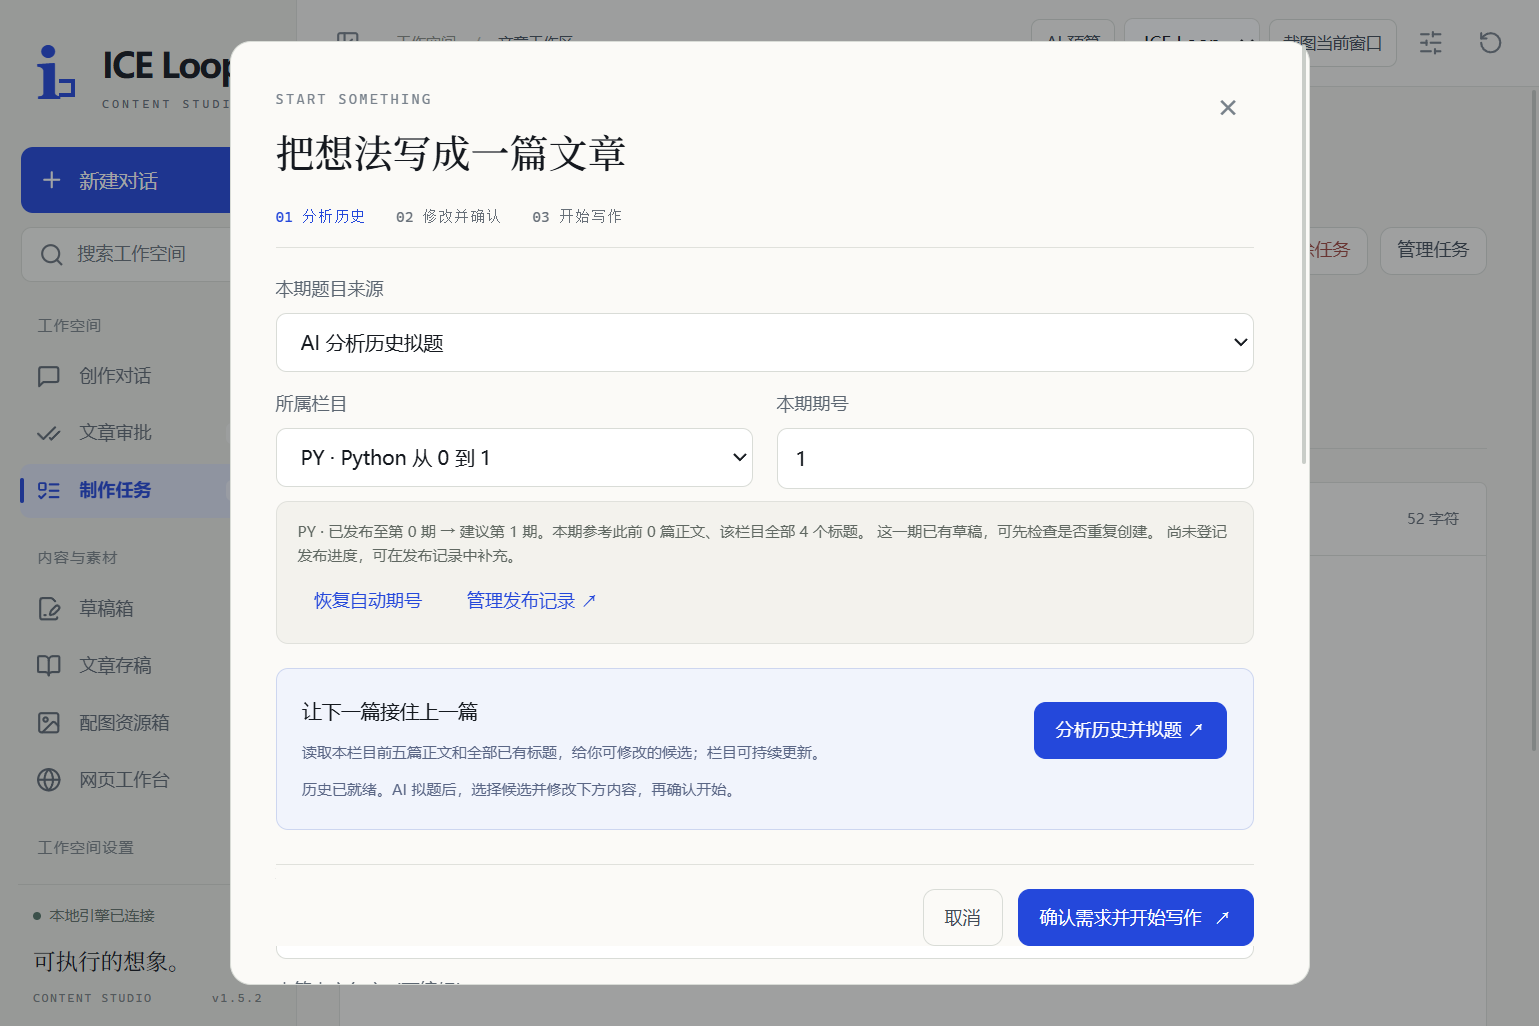 ICE Loop
CONTENT STUDI
新建对话
搜索工作空间
工作空间
创作对话
文章审批
制作任务
内容与素材
草稿箱
文章存稿
配图资源箱
网页工作台
工作空间设置
本地引擎已连接
可执行的想象。
CONTENT STUDIO v1.5.2
工作空间 / 文章工作区
AI 预算
ICE Loop
截图当前窗口
任务
管理任务
52 字符
START SOMETHING
把想法写成一篇文章
01 分析历史 02 修改并确认 03 开始写作
本期题目来源
AI 分析历史拟题
所属栏目 本期期号
PY · Python 从 0 到 1 1
PY · 已发布至第 0 期 → 建议第 1 期。本期参考此前 0 篇正文、该栏目全部 4 个标题。 这一期已有草稿，可先检查是否重复创建。 尚未登记
发布进度，可在发布记录中补充。
恢复自动期号 管理发布记录 ↗
让下一篇接住上一篇
读取本栏目前五篇正文和全部已有标题，给你可修改的候选；栏目可持续更新。
历史已就绪。AI 拟题后，选择候选并修改下方内容，再确认开始。
分析历史并拟题 ↗
取消
确认需求并开始写作 ↗